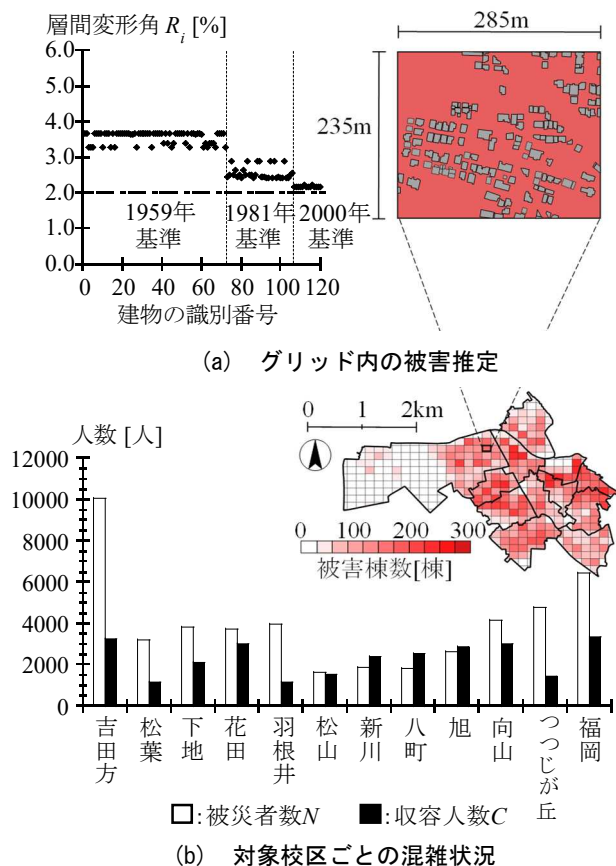 層間変形角 Ri [%]
6.0
5.0
4.0
3.0
2.0
1.0
0.0
1959年
基準
1981年
基準
2000年
基準
0 20 40 60 80 100 120
建物の識別番号
285m
235m
(a) グリッド内の被害推定
0 1 2km
人数 [人]
12000
10000
8000
6000
4000
2000
0
0 100 200 300
被害棟数[棟]
吉田方
松葉
下地
花田
羽根井
松山
新川
八町
旭
向山
つつじが丘
福岡
:被災者数N
:収容人数C
(b) 対象校区ごとの混雑状況